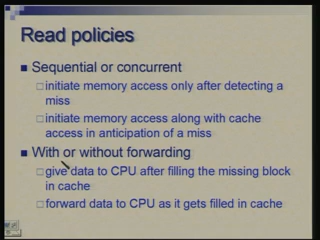 Read policies
Sequential or concurrent
initiate memory access only after detecting a
miss
initiate memory access along with cache
access in anticipation of a miss
With or without forwarding
give data to CPU after filling the missing block
in cache
forward data to CPU as it gets filled in cache